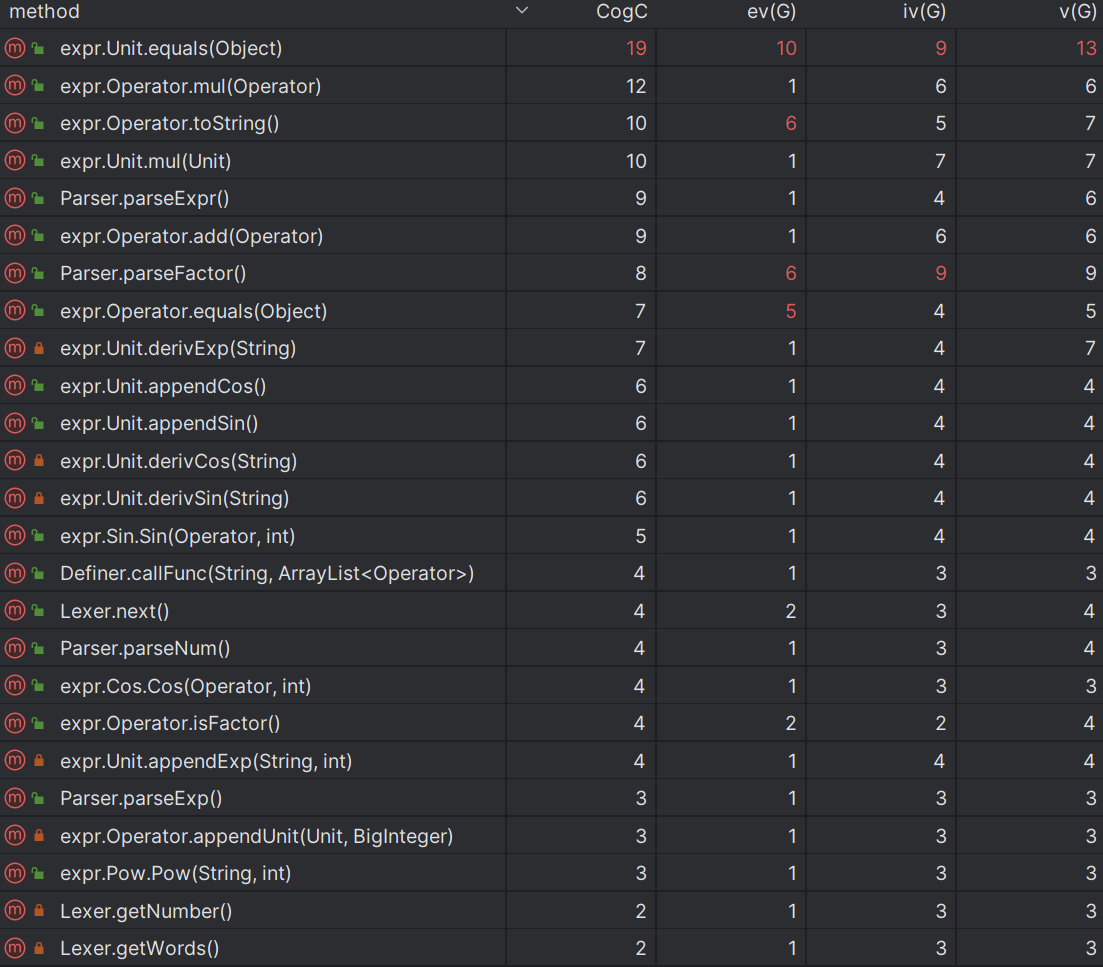 method CogC ev(G) iv(G) v(G)
m expr.Unit.equals(Object) 19 10 9 13
m expr.Operator.mul(Operator) 12 1 6 6
m expr.Operator.toString() 10 6 5 7
m expr.Unit.mul(Unit) 10 1 7 7
m Parser.parseExpr() 9 1 4 6
m expr.Operator.add(Operator) 9 1 6 6
m Parser.parseFactor() 8 6 9 9
m expr.Operator.equals(Object) 7 5 4 5
m expr.Unit.derivExp(String) 7 1 4 7
m expr.Unit.appendCos() 6 1 4 4
m expr.Unit.appendSin() 6 1 4 4
m expr.Unit.derivCos(String) 6 1 4 4
m expr.Unit.derivSin(String) 6 1 4 4
m expr.Sin.Sin(Operator, int) 5 1 4 4
m Definer.callFunc(String, ArrayList<Operator>) 4 1 3 3
m Lexer.next() 4 2 3 4
m Parser.parseNum() 4 1 3 4
m expr.Cos.Cos(Operator, int) 4 1 3 3
m expr.Operator.isFactor() 4 2 2 4
m expr.Unit.appendExp(String, int) 4 1 4 4
m Parser.parseExp() 3 1 3 3
m expr.Operator.appendUnit(Unit, BigInteger) 3 1 3 3
m expr.Pow.Pow(String, int) 3 1 3 3
m Lexer.getNumber() 2 1 3 3
m Lexer.getWords() 2 1 3 3